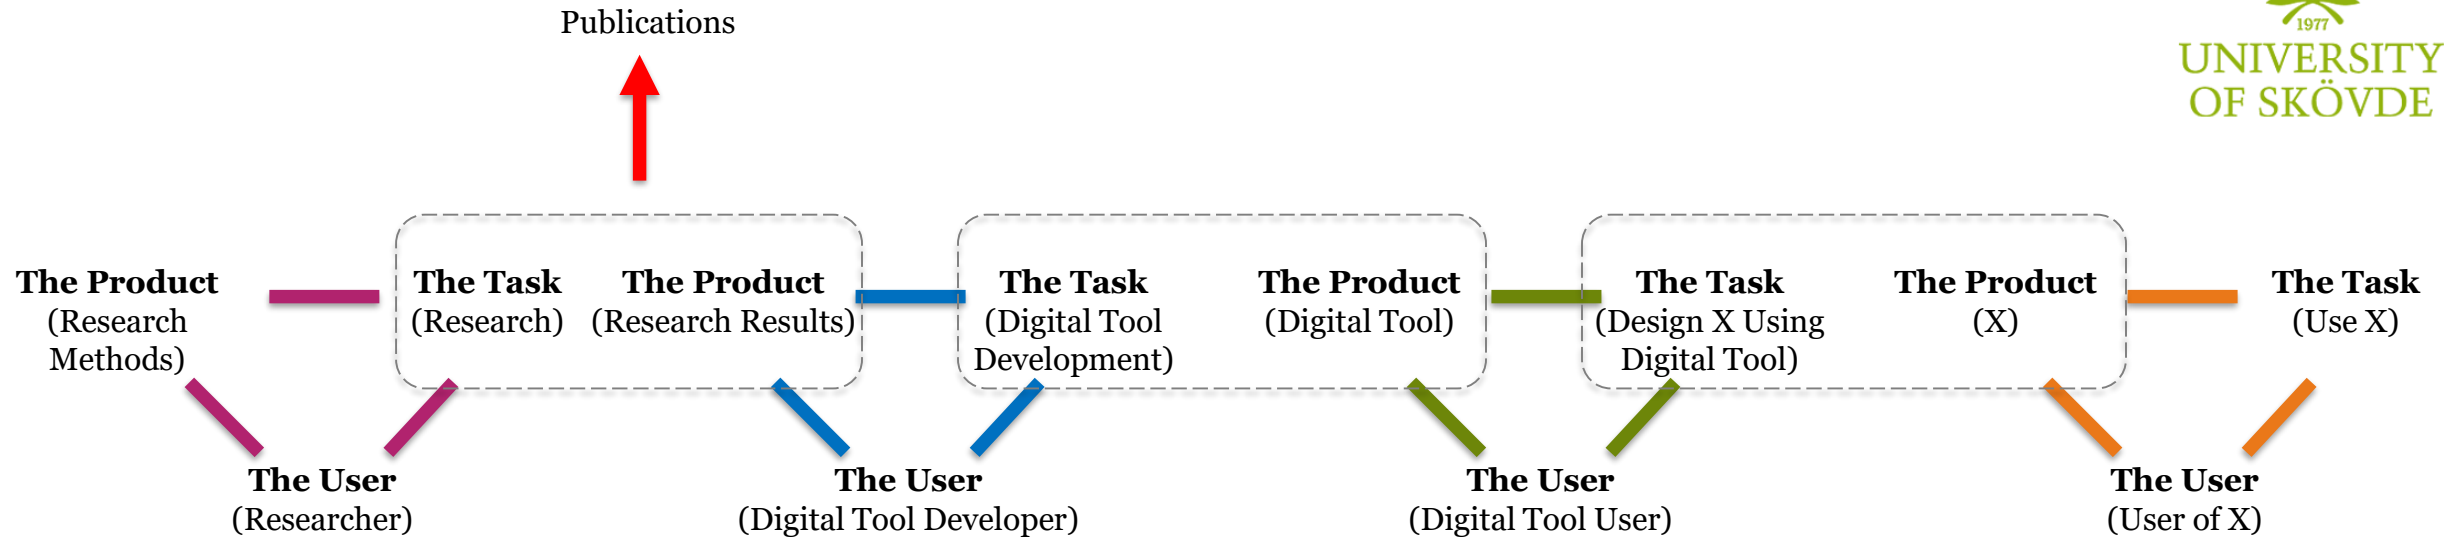 Publications
1977
UNIVERSITY
OF SKÖVDE
The Product
(Research
Methods)
The Task
(Research)
The Product
(Research Results)
The Task
(Digital Tool
Development)
The Product
(Digital Tool)
The Task
(Design X Using
Digital Tool)
The Product
(X)
The Task
(Use X)
The User
(Researcher)
The User
(Digital Tool Developer)
The User
(Digital Tool User)
The User
(User of X)